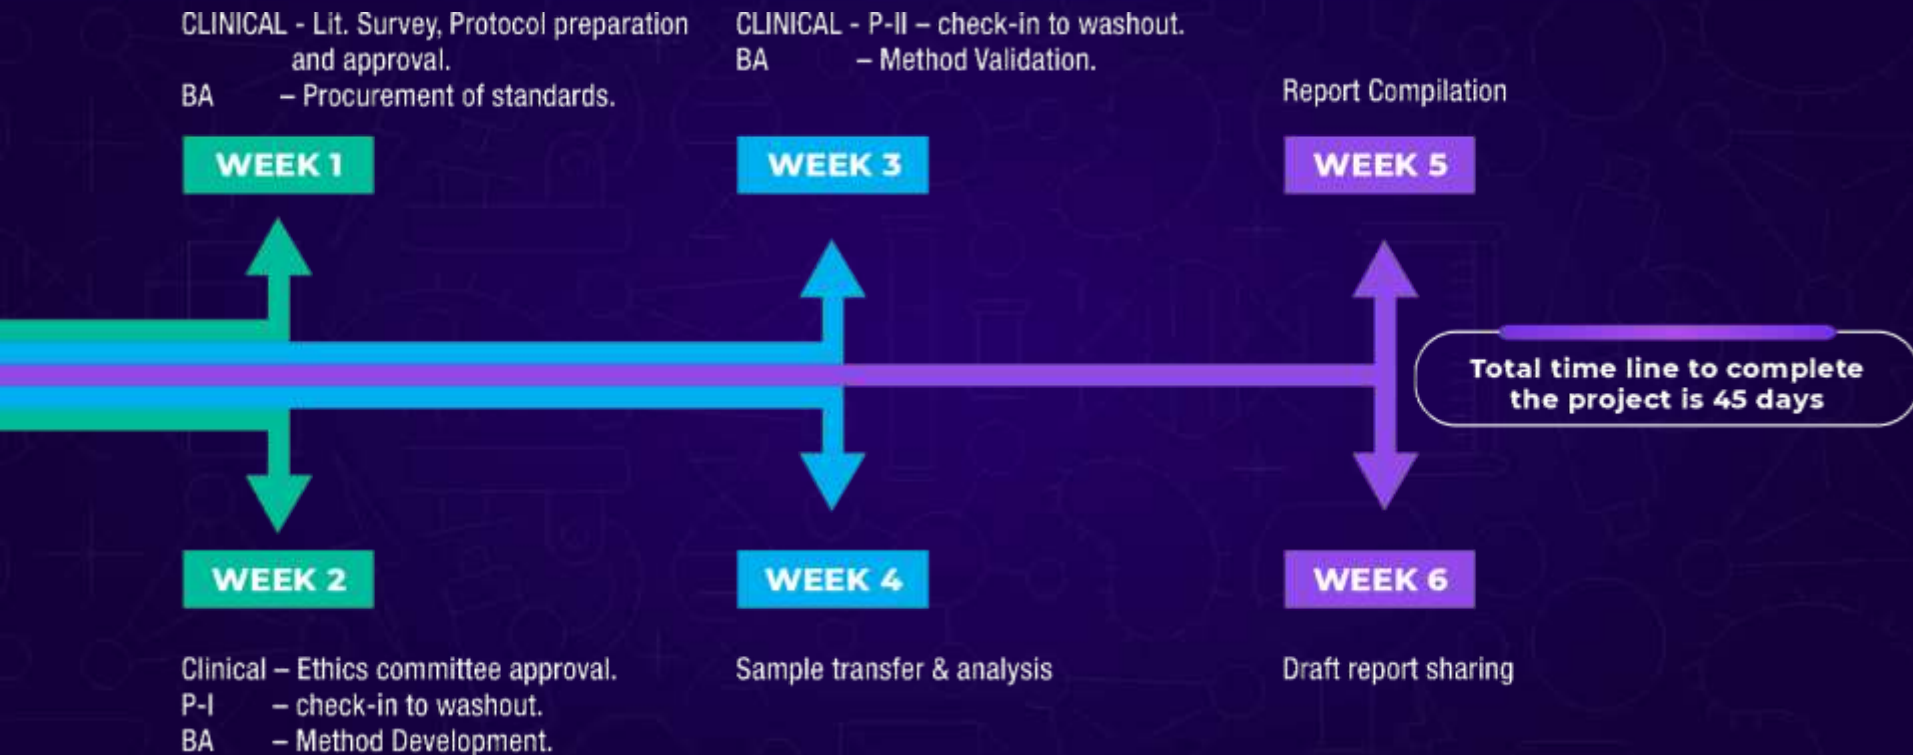 CLINICAL - Lit. Survey, Protocol preparation
and approval.
BA – Procurement of standards.
WEEK 1
CLINICAL - P-II – check-in to washout.
BA – Method Validation.
WEEK 3
Report Compilation
WEEK 5
Total time line to complete
the project is 45 days
WEEK 2
Clinical – Ethics committee approval.
P-I – check-in to washout.
BA – Method Development.
WEEK 4
Sample transfer & analysis
WEEK 6
Draft report sharing